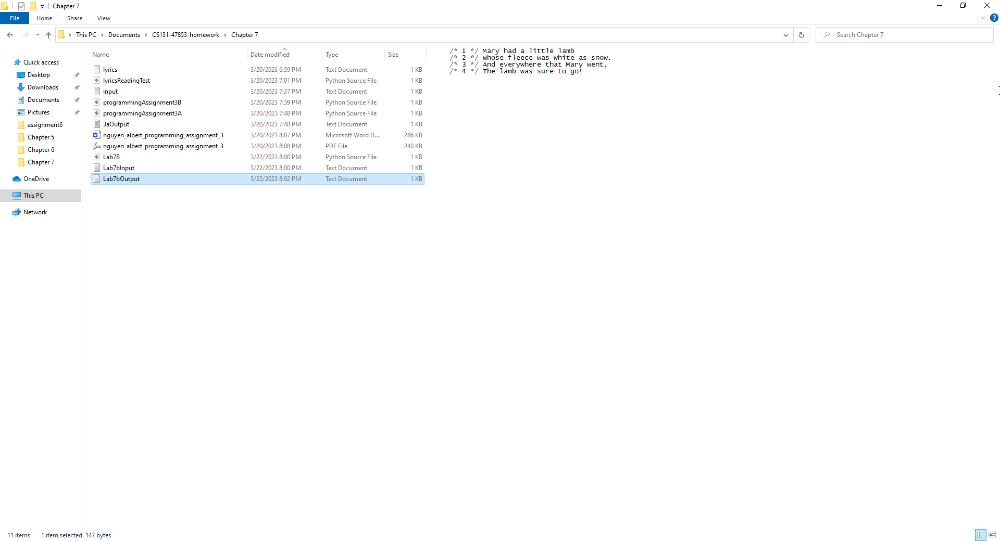 Chapter 7
File Home Share View
This PC Documents CS131-47853-homework Chapter 7
Search Chapter 7
Quick access
Desktop
Downloads
Documents
Pictures
assignment6
Chapter 5
Chapter 6
Chapter 7
OneDrive
This PC
Network
Name Date modified Type Size
lyrics 3/20/2023 6:59 PM Text Document 1 KB
lyricsReadingTest 3/20/2023 7:01 PM Python Source File 1 KB
input 3/20/2023 7:37 PM Text Document 1 KB
programmingAssignment3B 3/20/2023 7:39 PM Python Source File 1 KB
programmingAssignment3A 3/20/2023 7:48 PM Python Source File 1 KB
3aOutput 3/20/2023 7:48 PM Text Document 1 KB
nguyen_albert_programming_assignment_3 3/20/2023 8:07 PM Microsoft Word D... 286 KB
nguyen_albert_programming_assignment_3 3/20/2023 8:08 PM PDF File 240 KB
Lab7B 3/22/2023 8:00 PM Python Source File 1 KB
Lab7bInput 3/22/2023 8:00 PM Text Document 1 KB
Lab7bOutput 3/22/2023 8:02 PM Text Document 1 KB
/* 1 */ Mary had a little lamb
/* 2 */ Whose fleece was white as snow.
/* 3 */ And everywhere that Mary went,
/* 4 */ The lamb was sure to go!
11 items 1 item selected 147 bytes